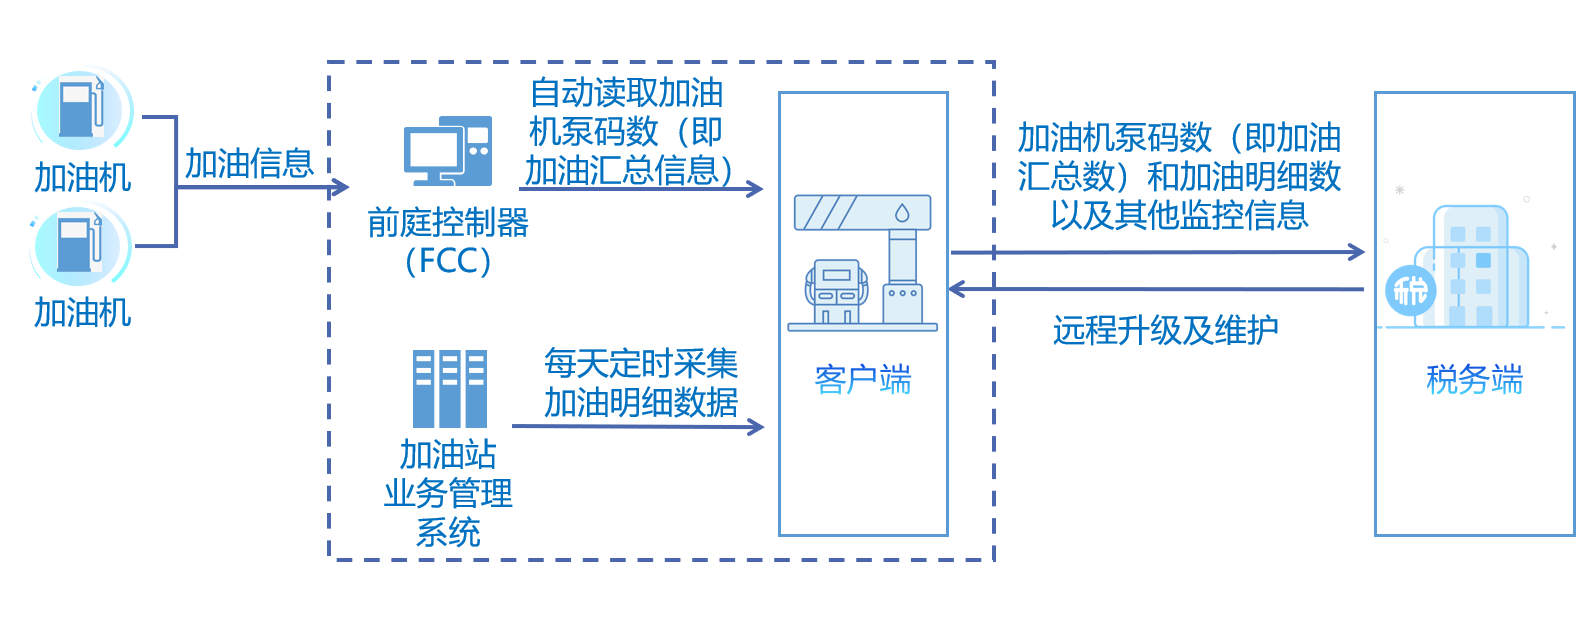 加油机
加油机
加油信息
前庭控制器
（FCC）
自动读取加油
机泵码数（即
加油汇总信息）
加油站
业务管理
系统
每天定时采集
加油明细数据
客户端
加油机泵码数（即加油
汇总数）和加油明细数
以及其他监控信息
远程升级及维护
税
税务端